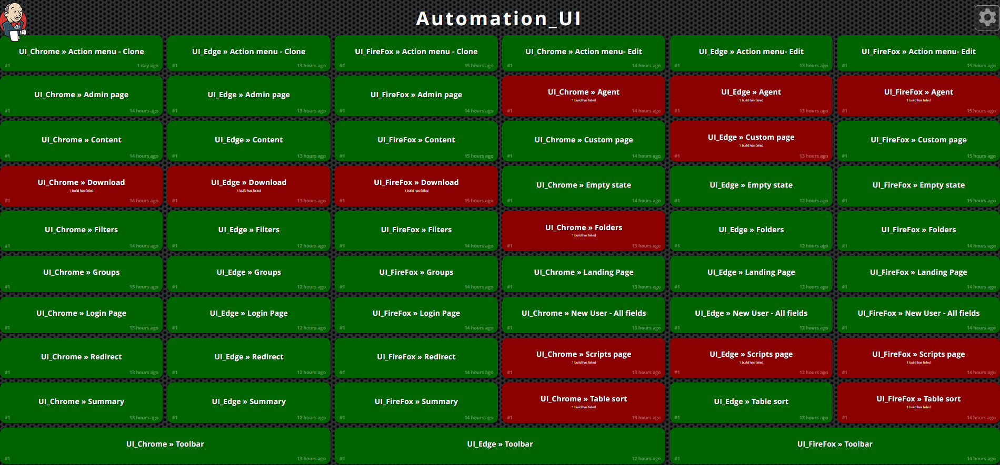 Automation_UI
UI_Chrome » Action menu - Clone
#1 1 day ago
UI_Edge » Action menu - Clone
#1 13 hours ago
UI_FireFox » Action menu - Clone
#1 15 hours ago
UI_Chrome » Action menu- Edit
#1 14 hours ago
UI_Edge » Action menu- Edit
#1 13 hours ago
UI_FireFox » Action menu- Edit
#1 15 hours ago
UI_Chrome » Admin page
#1 14 hours ago
UI_Edge » Admin page
#1 13 hours ago
UI_FireFox » Admin page
#1 14 hours ago
UI_Chrome » Agent
1 build has failed
#1 14 hours ago
UI_Edge » Agent
1 build has failed
#1 13 hours ago
UI_FireFox » Agent
1 build has failed
#1 15 hours ago
UI_Chrome » Content
#1 14 hours ago
UI_Edge » Content
#1 13 hours ago
UI_FireFox » Content
#1 15 hours ago
UI_Chrome » Custom page
#1 14 hours ago
UI_Edge » Custom page
1 build has failed
#1 13 hours ago
UI_FireFox » Custom page
#1 15 hours ago
UI_Chrome » Download
1 build has failed
#1 14 hours ago
UI_Edge » Download
1 build has failed
#1 13 hours ago
UI_FireFox » Download
1 build has failed
#1 15 hours ago
UI_Chrome » Empty state
#1 14 hours ago
UI_Edge » Empty state
#1 12 hours ago
UI_FireFox » Empty state
#1 15 hours ago
UI_Chrome » Filters
#1 14 hours ago
UI_Edge » Filters
#1 12 hours ago
UI_FireFox » Filters
#1 14 hours ago
UI_Chrome » Folders
1 build has failed
#1 13 hours ago
UI_Edge » Folders
#1 12 hours ago
UI_FireFox » Folders
#1 14 hours ago
UI_Chrome » Groups
#1 13 hours ago
UI_Edge » Groups
#1 12 hours ago
UI_FireFox » Groups
#1 14 hours ago
UI_Chrome » Landing Page
#1 13 hours ago
UI_Edge » Landing Page
#1 12 hours ago
UI_FireFox » Landing Page
#1 14 hours ago
UI_Chrome » Login Page
#1 13 hours ago
UI_Edge » Login Page
#1 12 hours ago
UI_FireFox » Login Page
#1 14 hours ago
UI_Chrome » New User - All fields
#1 13 hours ago
UI_Edge » New User - All fields
#1 12 hours ago
UI_FireFox » New User - All fields
#1 14 hours ago
UI_Chrome » Redirect
#1 13 hours ago
UI_Edge » Redirect
#1 12 hours ago
UI_FireFox » Redirect
#1 14 hours ago
UI_Chrome » Scripts page
1 build has failed
#1 13 hours ago
UI_Edge » Scripts page
1 build has failed
#1 12 hours ago
UI_FireFox » Scripts page
1 build has failed
#1 14 hours ago
UI_Chrome » Summary
#1 13 hours ago
UI_Edge » Summary
#1 12 hours ago
UI_FireFox » Summary
#1 14 hours ago
UI_Chrome » Table sort
1 build has failed
#1 13 hours ago
UI_Edge » Table sort
#1 12 hours ago
UI_FireFox » Table sort
1 build has failed
#1 14 hours ago
UI_Chrome » Toolbar
#1 13 hours ago
UI_Edge » Toolbar
#1 12 hours ago
UI_FireFox » Toolbar
#1 14 hours ago